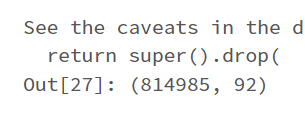 See the caveats in the d
  return super().drop(
Out[27]: (814985, 92)